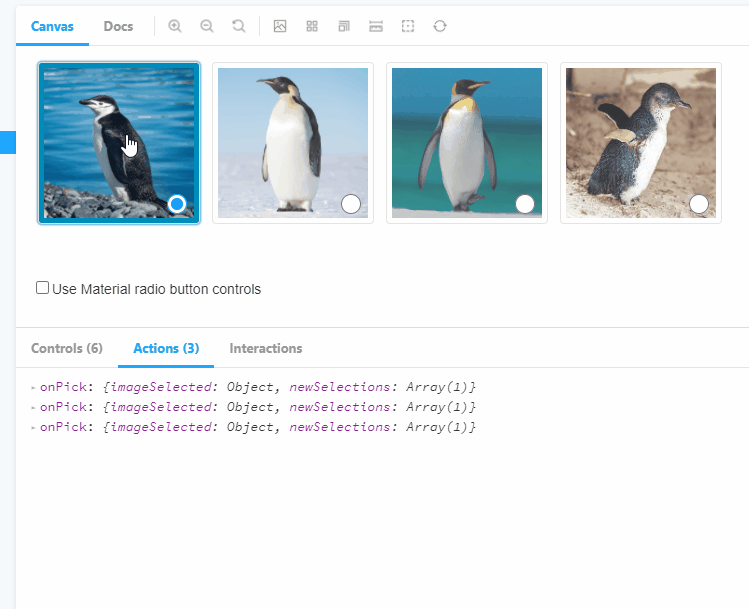 Canvas Docs
Use Material radio button controls
Controls (6) Actions (3) Interactions
▸ onPick: {imageSelected: Object, newSelections: Array(1)}
▸ onPick: {imageSelected: Object, newSelections: Array(1)}
▸ onPick: {imageSelected: Object, newSelections: Array(1)}